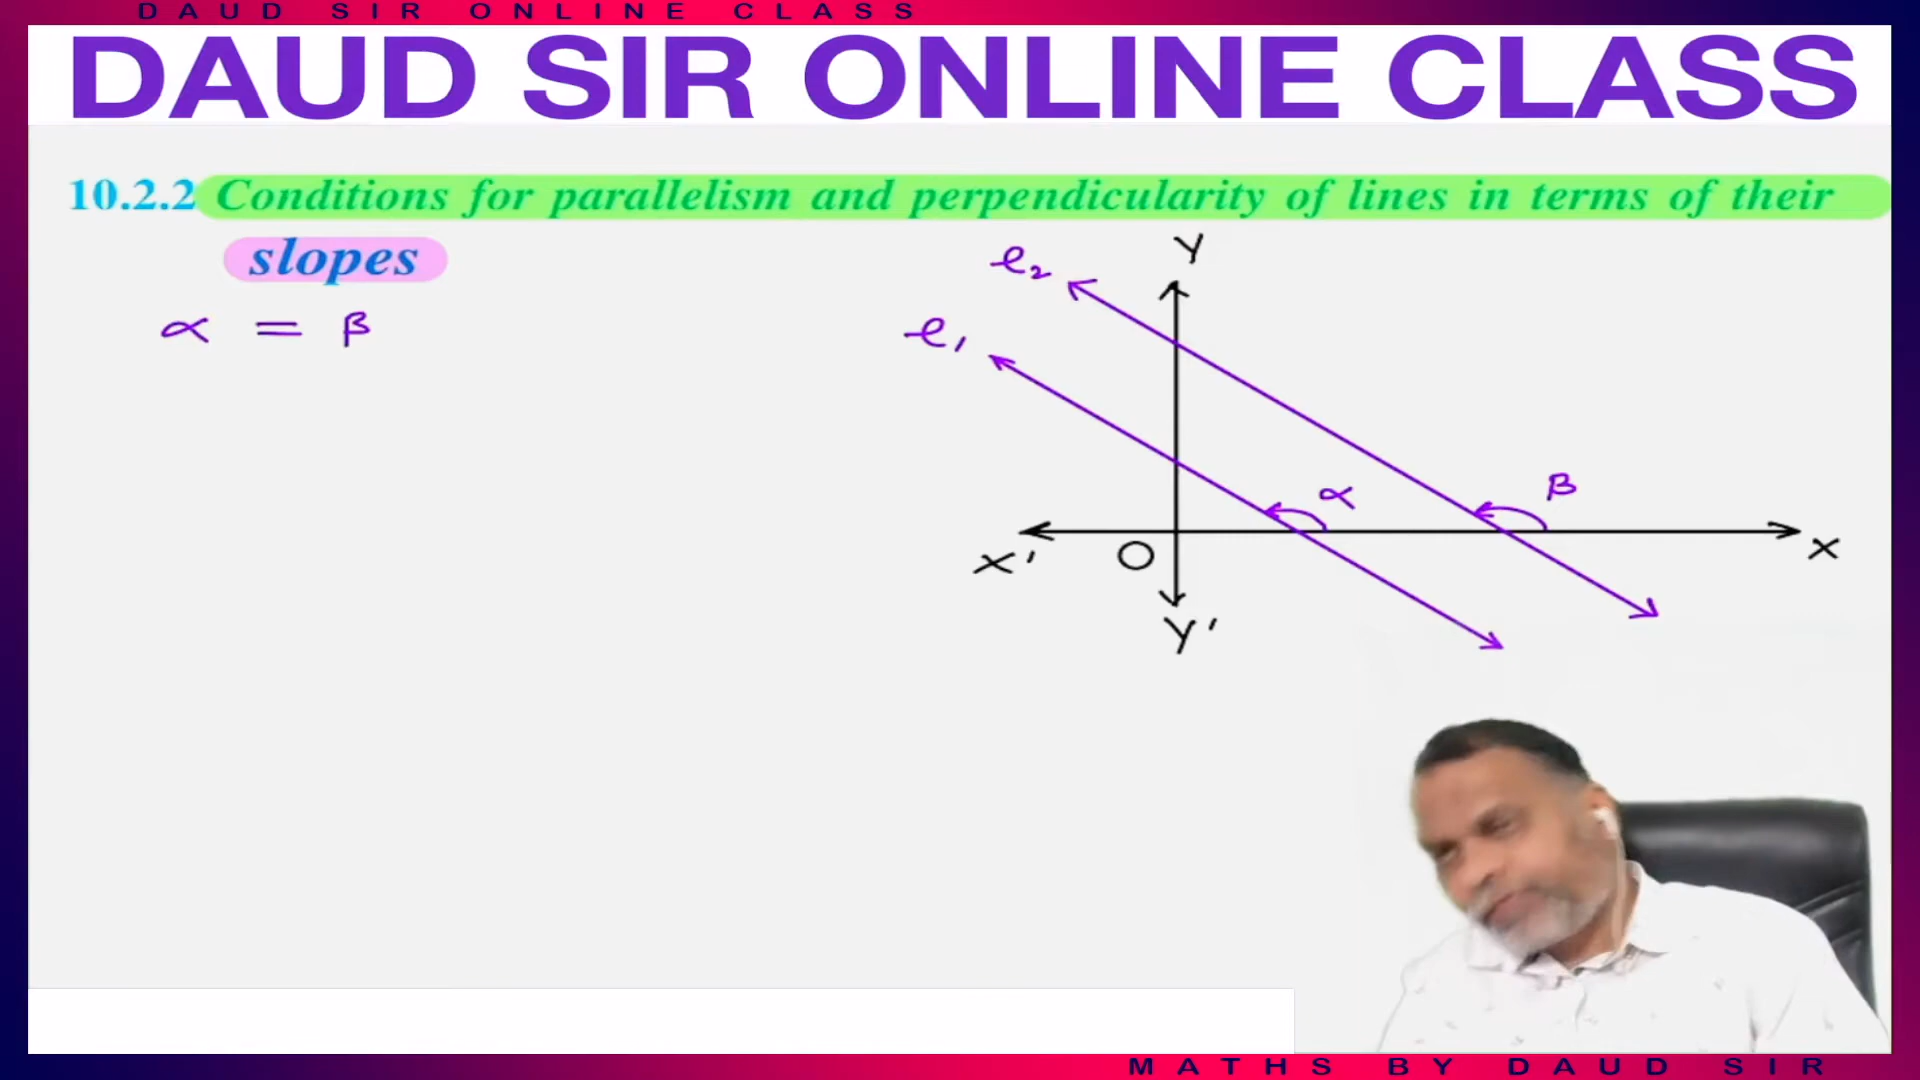 DAUD SIR ONLINE CLASS
DAUD SIR ONLINE CLASS
10.2.2 Conditions for parallelism and perpendicularity of lines in terms of their
slopes
α = β
Y
l₂
l₁
α
β
X'
O
X
Y'
MATHS BY DAUD SIR